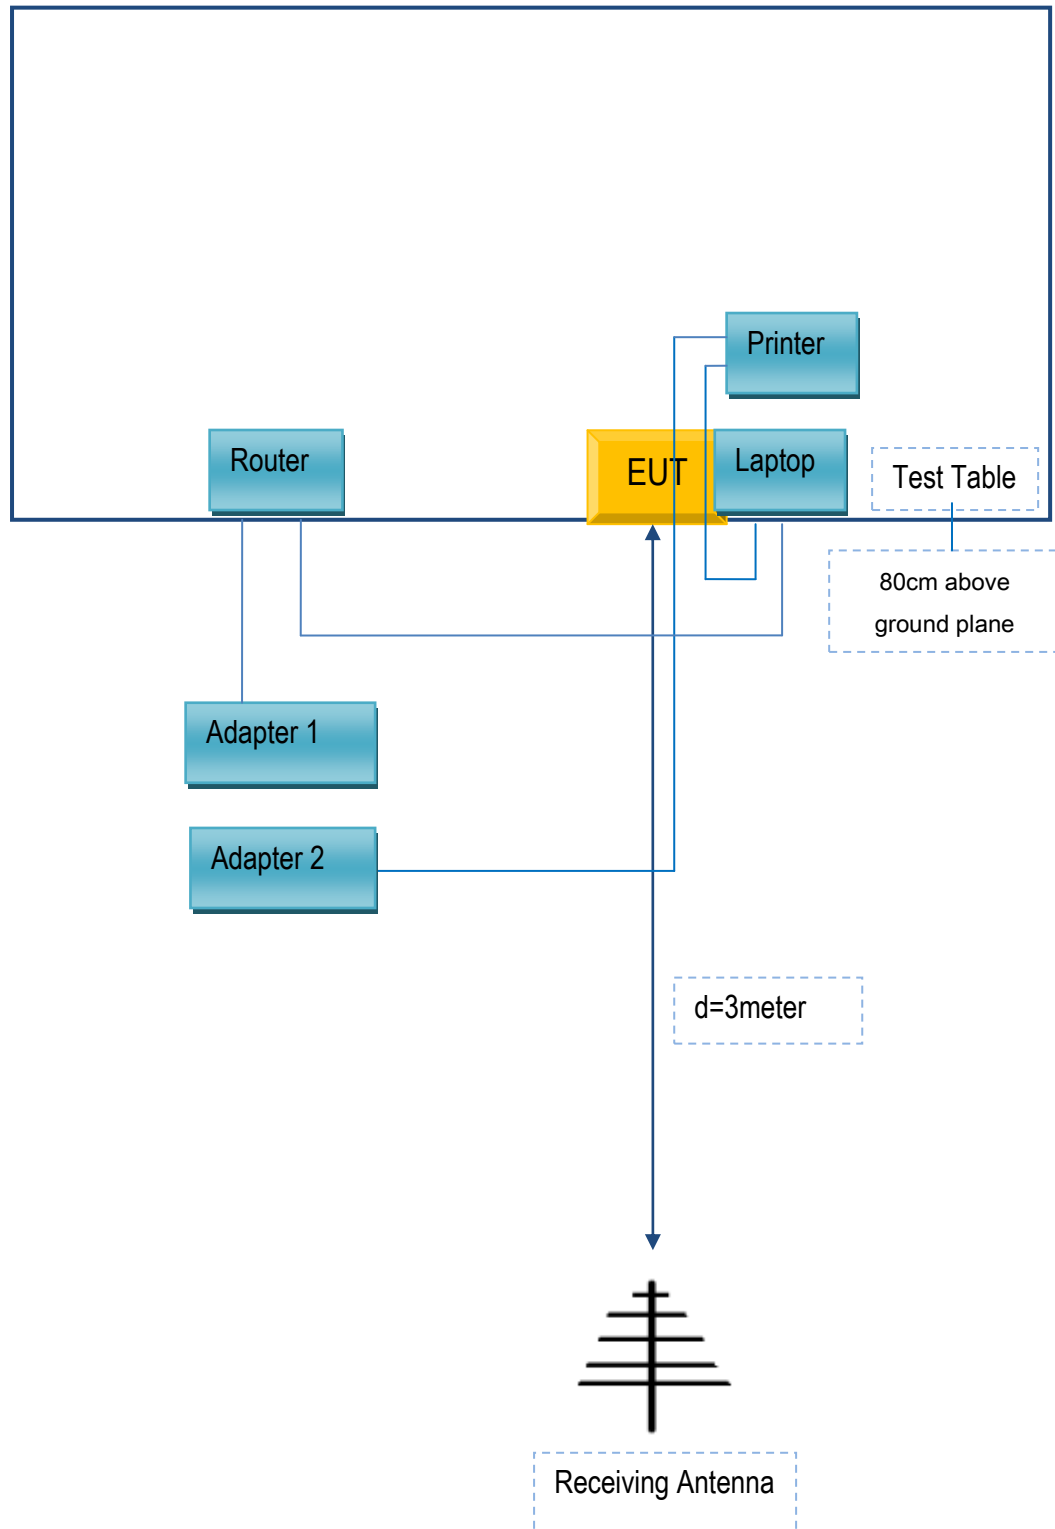 Printer
Router
EUT
Laptop
Test Table
80cm above
ground plane
Adapter 1
Adapter 2
d=3meter
Receiving Antenna